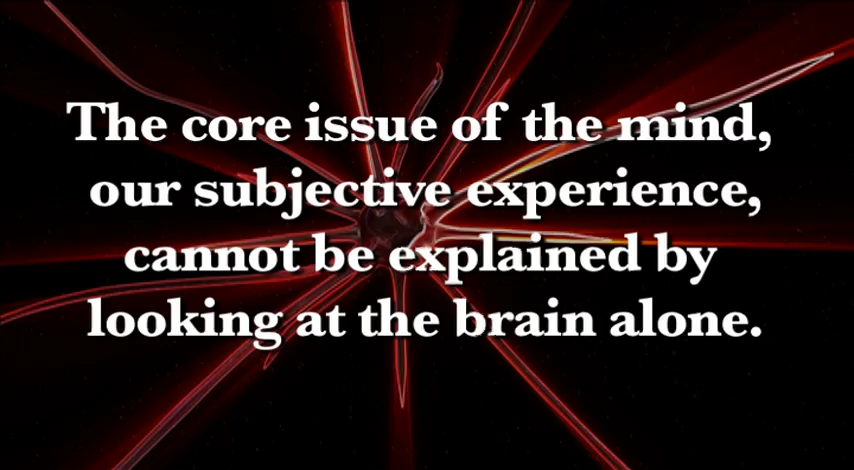 The core issue of the mind,
our subjective experience,
cannot be explained by
looking at the brain alone.